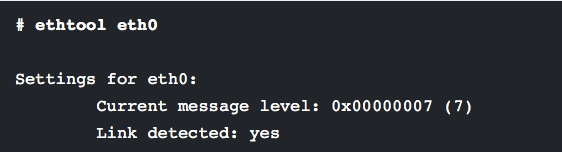 # ethtool eth0
Settings for eth0:
Current message level: 0x00000007 (7)
Link detected: yes